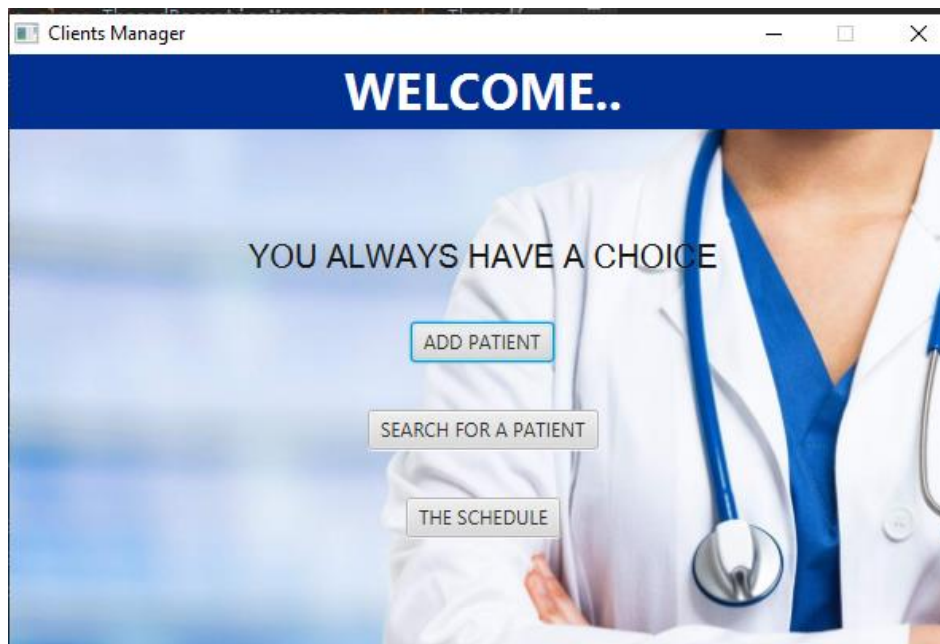 Clients Manager
WELCOME..
YOU ALWAYS HAVE A CHOICE
ADD PATIENT
SEARCH FOR A PATIENT
THE SCHEDULE